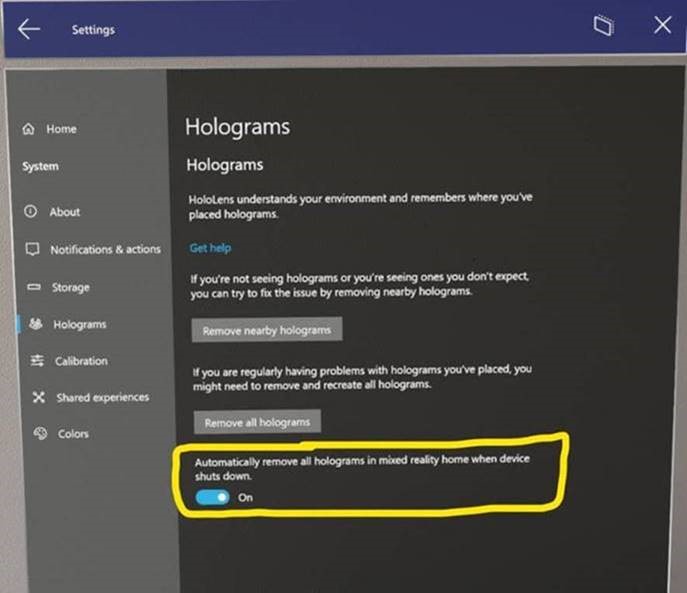 Settings
Home
System
About
Notifications & actions
Storage
Holograms
Calibration
Shared experiences
Colors
Holograms
Holograms
HoloLens understands your environment and remembers where you've
placed holograms.
Get help
If you're not seeing holograms or you're seeing ones you don't expect,
you can try to fix the issue by removing nearby holograms.
Remove nearby holograms
If you are regularly having problems with holograms you've placed, you
might need to remove and recreate all holograms.
Remove all holograms
Automatically remove all holograms in mixed reality home when device
shuts down.
On